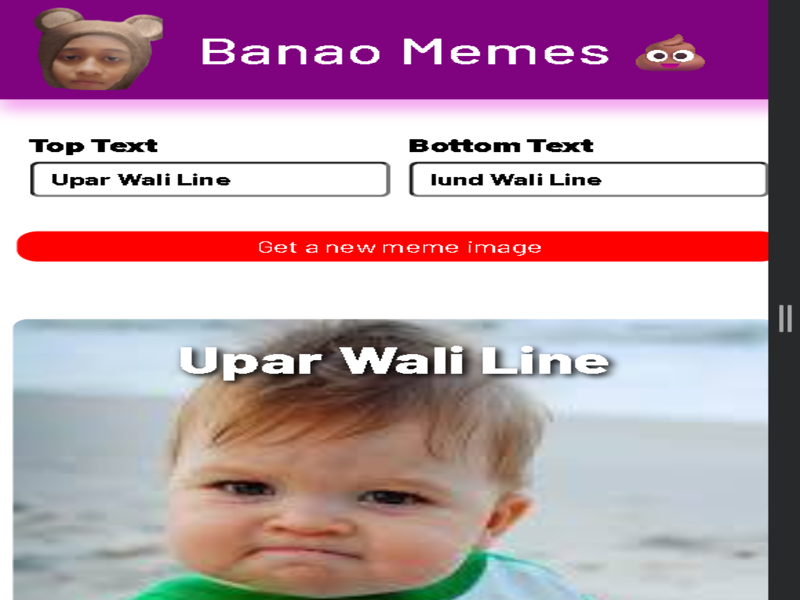 Banao Memes 💩
Top Text
Bottom Text
Upar Wali Line
lund Wali Line
Get a new meme image
Upar Wali Line